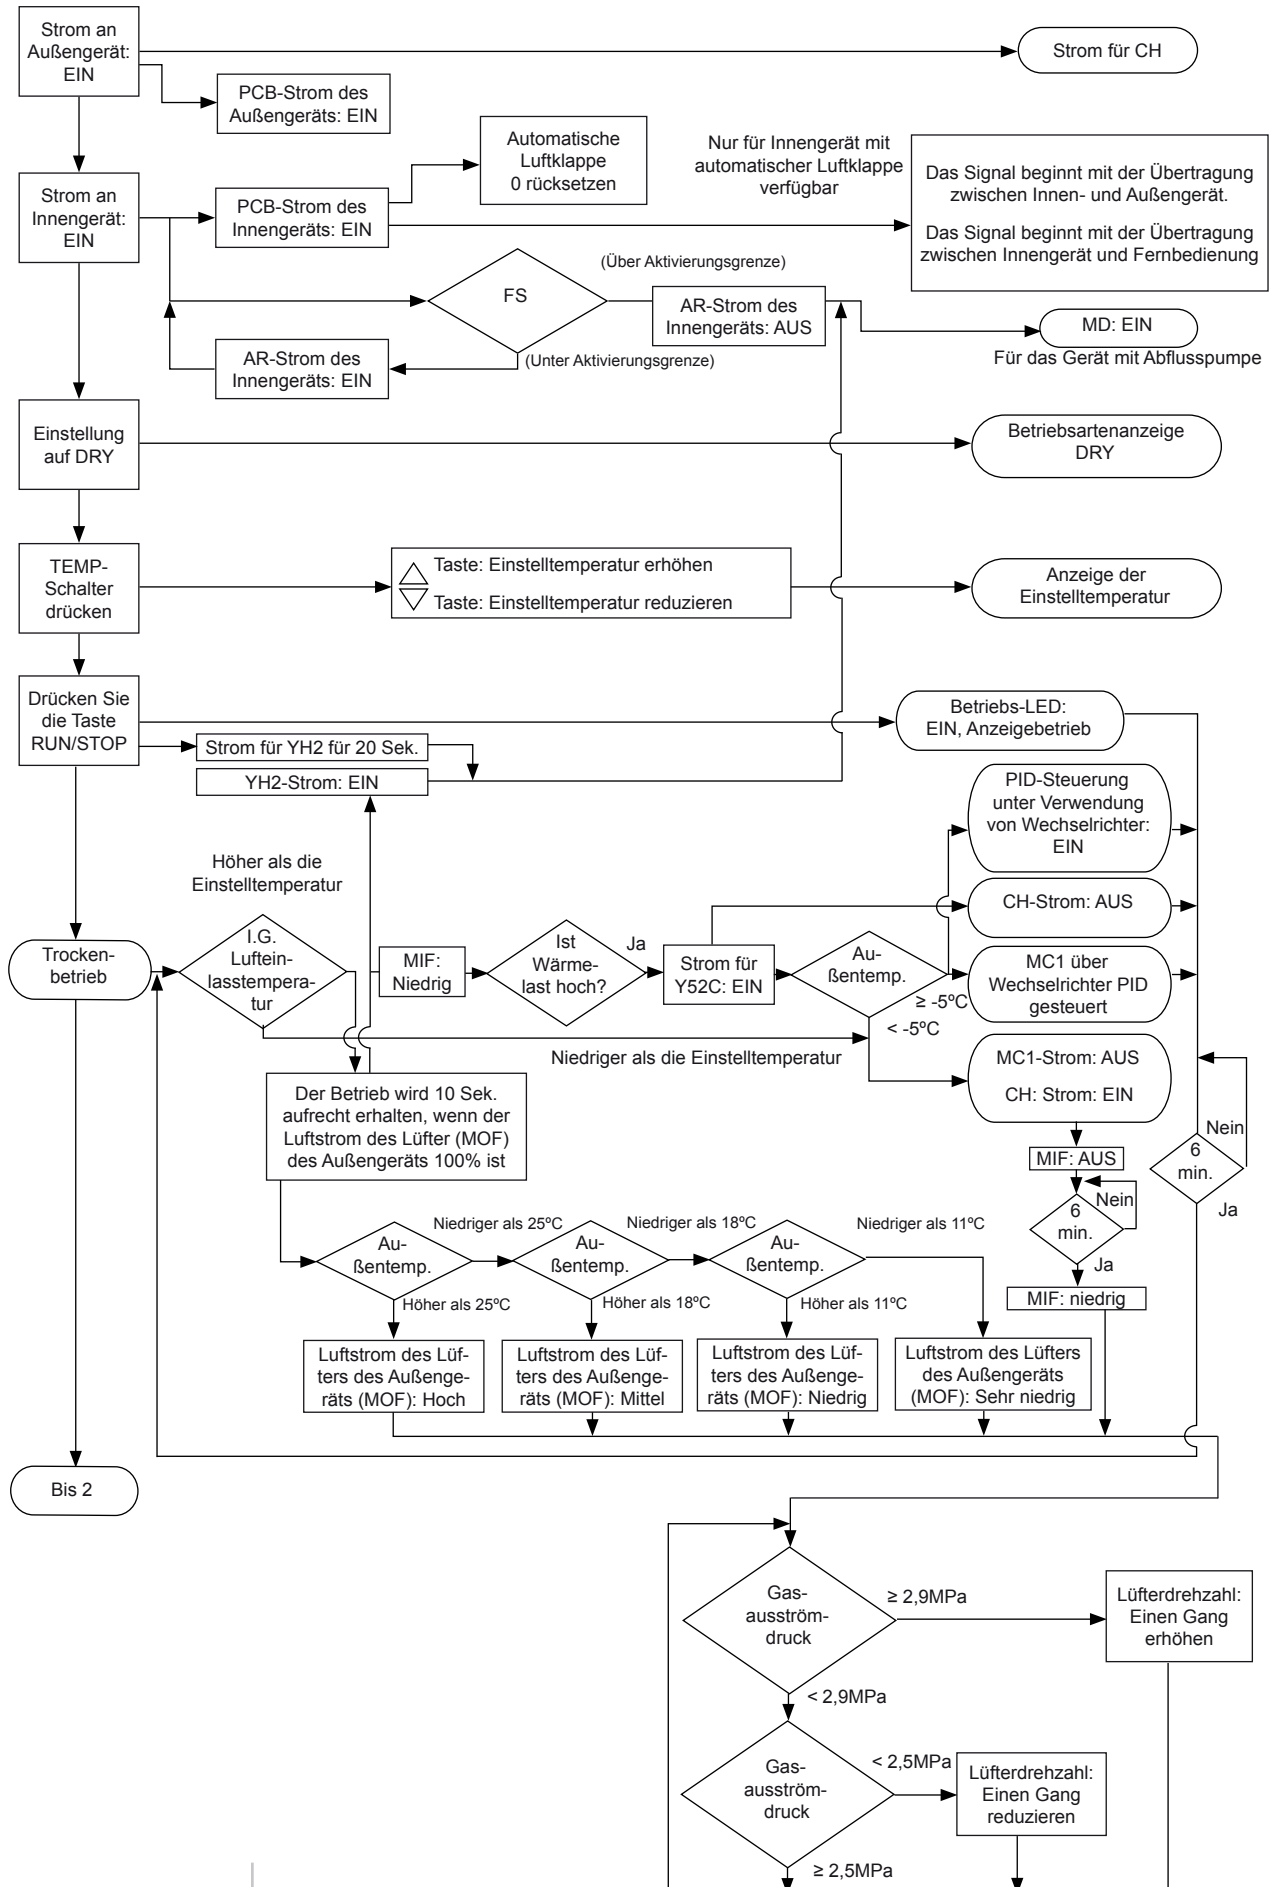 Strom an
Außengerät:
EIN
Strom für CH
PCB-Strom des
Außengeräts: EIN
Automatische
Luftklappe
0 rücksetzen
Nur für Innengerät mit
automatischer Luftklappe
verfügbar
Das Signal beginnt mit der Übertragung
zwischen Innen- und Außengerät.
Das Signal beginnt mit der Übertragung
zwischen Innengerät und Fernbedienung
Strom an
Innengerät:
EIN
PCB-Strom des
Innengeräts: EIN
FS
(Über Aktivierungsgrenze)
AR-Strom des
Innengeräts: AUS
MD: EIN
Für das Gerät mit Abflusspumpe
AR-Strom des
Innengeräts: EIN
(Unter Aktivierungsgrenze)
Einstellung
auf DRY
Betriebsartenanzeige
DRY
TEMP-
Schalter
drücken
Taste: Einstelltemperatur erhöhen
Taste: Einstelltemperatur reduzieren
Anzeige der
Einstelltemperatur
Drücken Sie
die Taste
RUN/STOP
Betriebs-LED:
EIN, Anzeigebetrieb
Strom für YH2 für 20 Sek.
YH2-Strom: EIN
PID-Steuerung
unter Verwendung
von Wechselrichter:
EIN
Höher als die
Einstelltemperatur
CH-Strom: AUS
Trocken-
betrieb
I.G.
Luftein-
lasstempera-
tur
MIF:
Niedrig
Ist
Wärme-
last hoch?
Ja
Strom für
Y52C: EIN
Au-
ßentemp.
≥ -5ºC
< -5ºC
MC1 über
Wechselrichter PID
gesteuert
Niedriger als die Einstelltemperatur
MC1-Strom: AUS
CH: Strom: EIN
Der Betrieb wird 10 Sek.
aufrecht erhalten, wenn der
Luftstrom des Lüfter (MOF)
des Außengeräts 100% ist
MIF: AUS
Nein
6
min.
Ja
Nein
6
min.
Ja
MIF: niedrig
Au-
ßentemp.
Niedriger als 25ºC
Höher als 25ºC
Au-
ßentemp.
Niedriger als 18ºC
Höher als 18ºC
Au-
ßentemp.
Niedriger als 11ºC
Höher als 11ºC
Luftstrom des Lüf-
ters des Außenge-
räts (MOF): Hoch
Luftstrom des Lüf-
ters des Außenge-
räts (MOF): Mittel
Luftstrom des Lüf-
ters des Außenge-
räts (MOF): Niedrig
Luftstrom des Lüfters
des Außengeräts
(MOF): Sehr niedrig
Bis 2
Gas-
ausström-
druck
≥ 2,9MPa
Lüfterdrehzahl:
Einen Gang
erhöhen
< 2,9MPa
Gas-
ausström-
druck
< 2,5MPa
Lüfterdrehzahl:
Einen Gang
reduzieren
≥ 2,5MPa